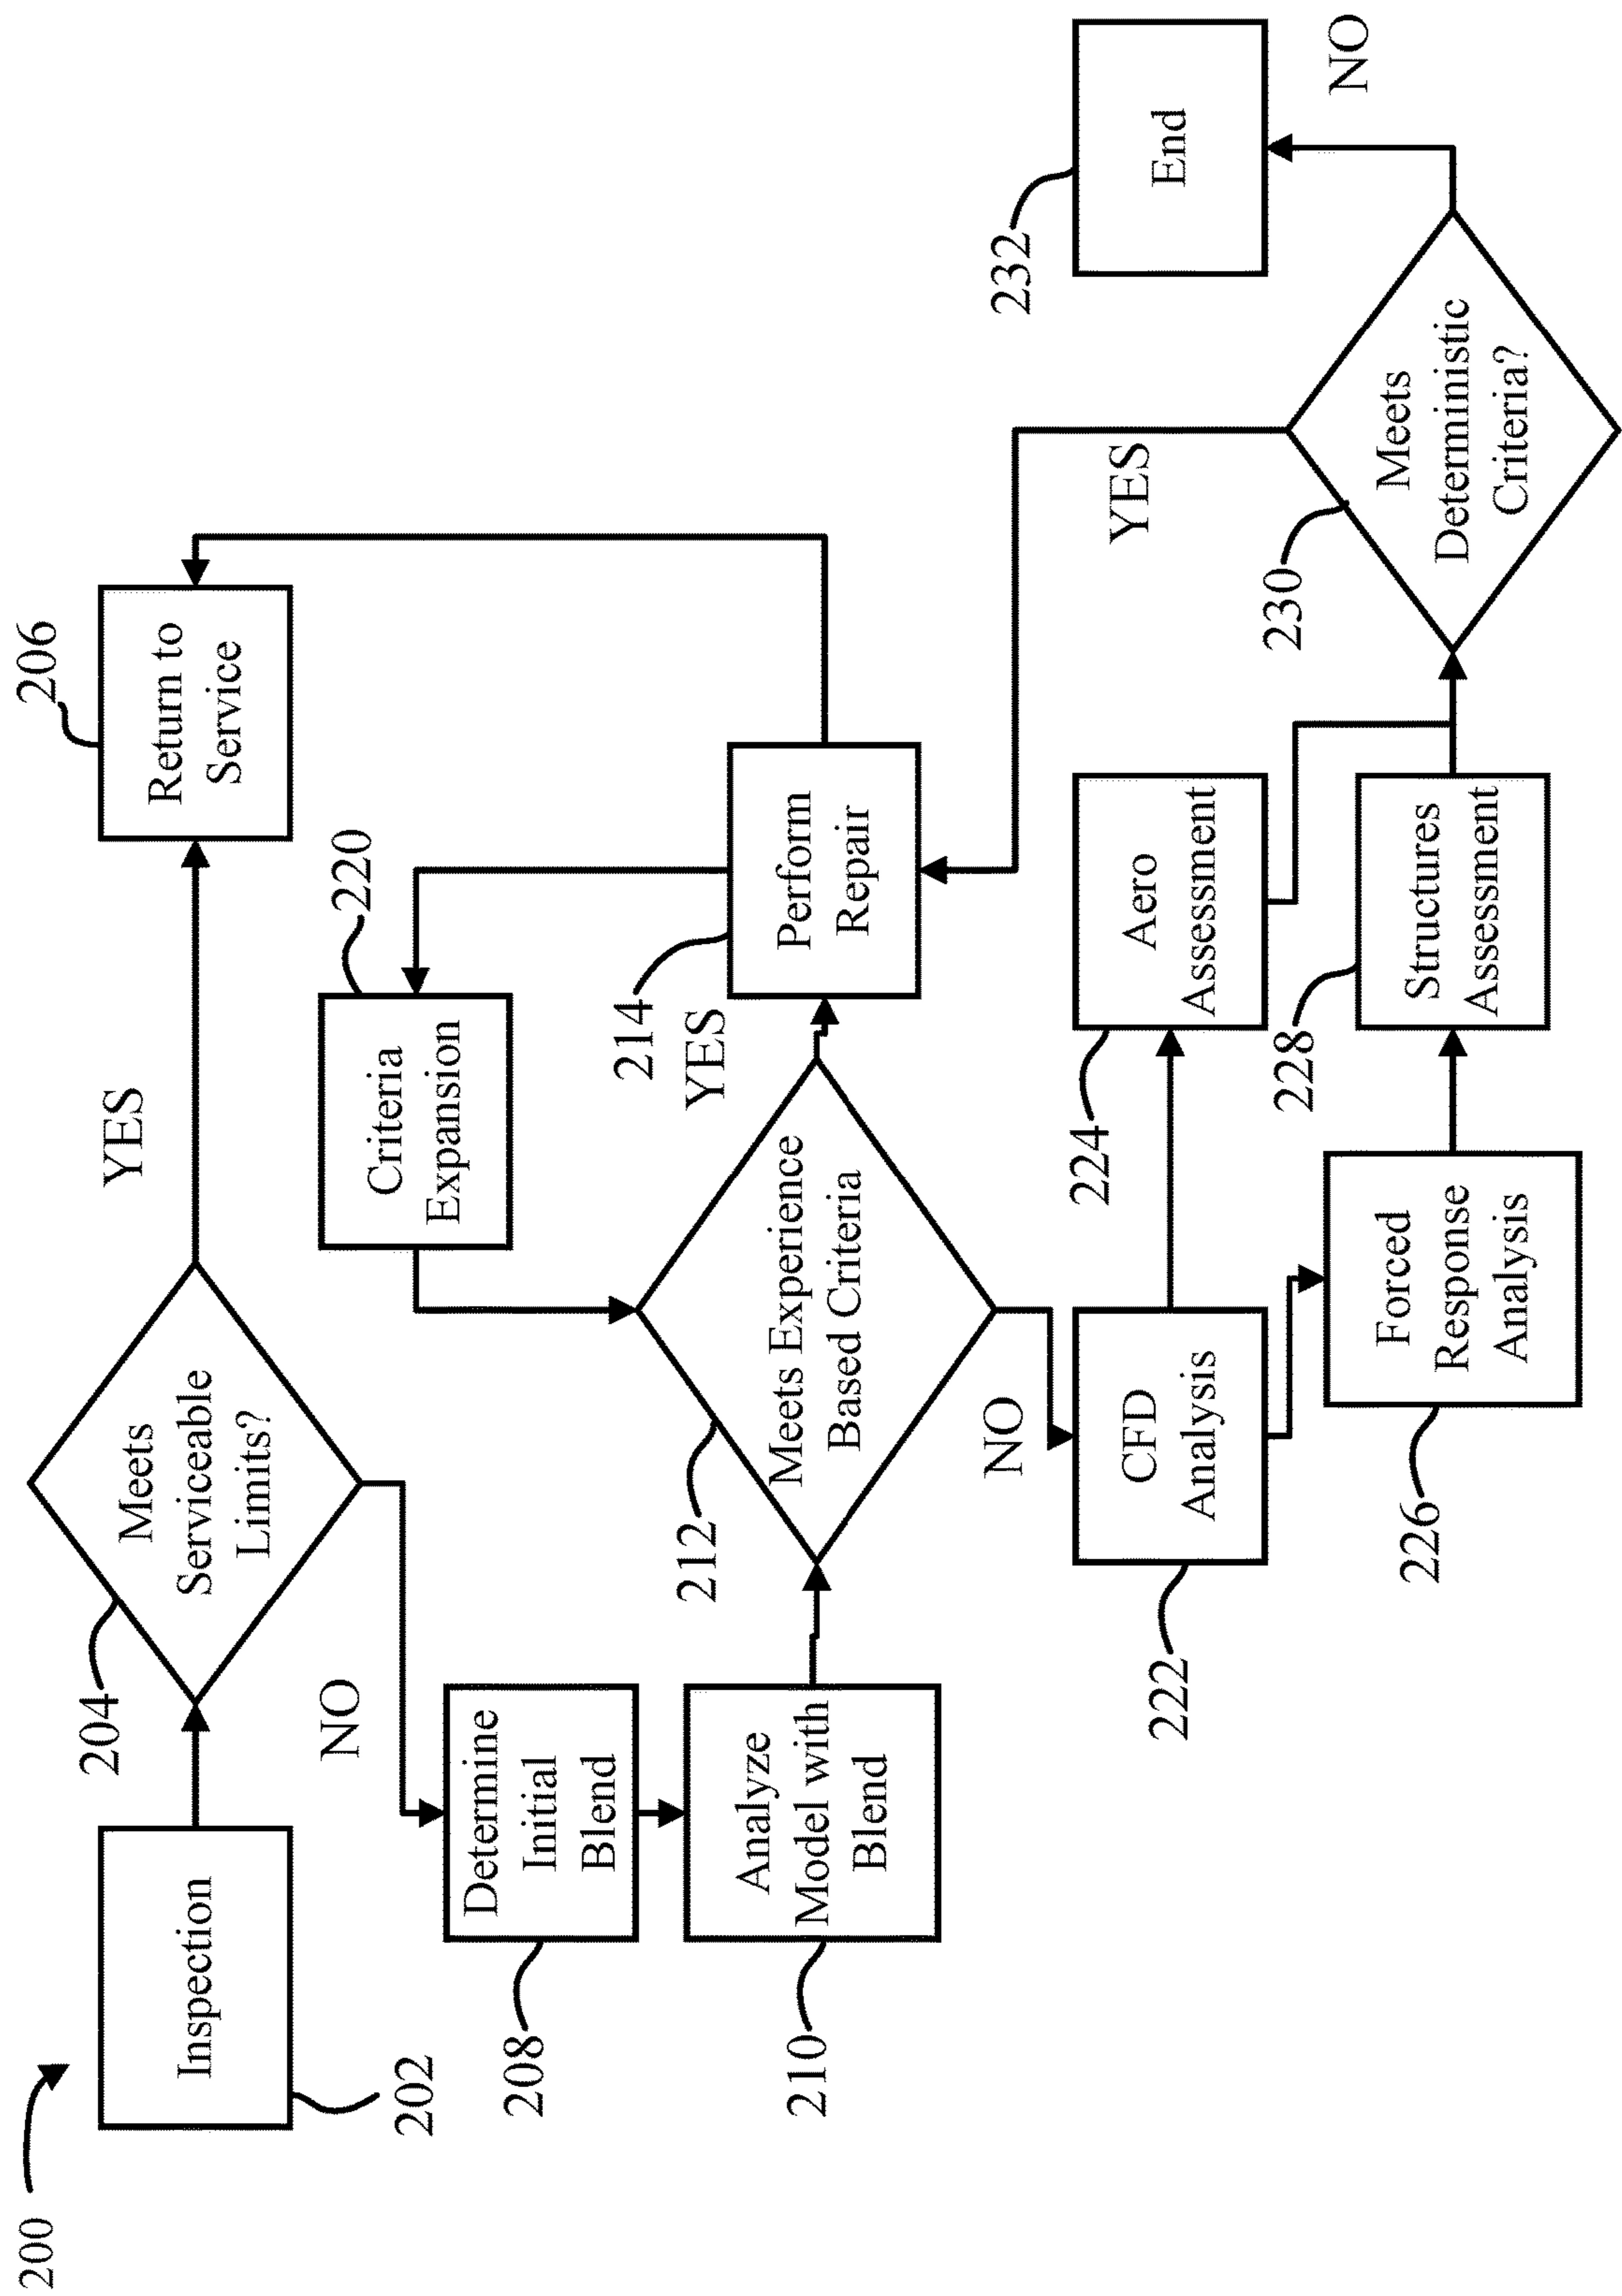 200
Inspection
202
204
Meets
Serviceable
Limits?
YES
NO
Return to
Service
206
Determine
Initial
Blend
208
Analyze
Model with
Blend
210
Meets Experience
Based Criteria
212
YES
NO
Criteria
Expansion
220
Perform
Repair
214
CFD
Analysis
222
Aero
Assessment
224
Forced
Response
Analysis
226
Structures
Assessment
228
Meets
Deterministic
Criteria?
230
YES
NO
End
232